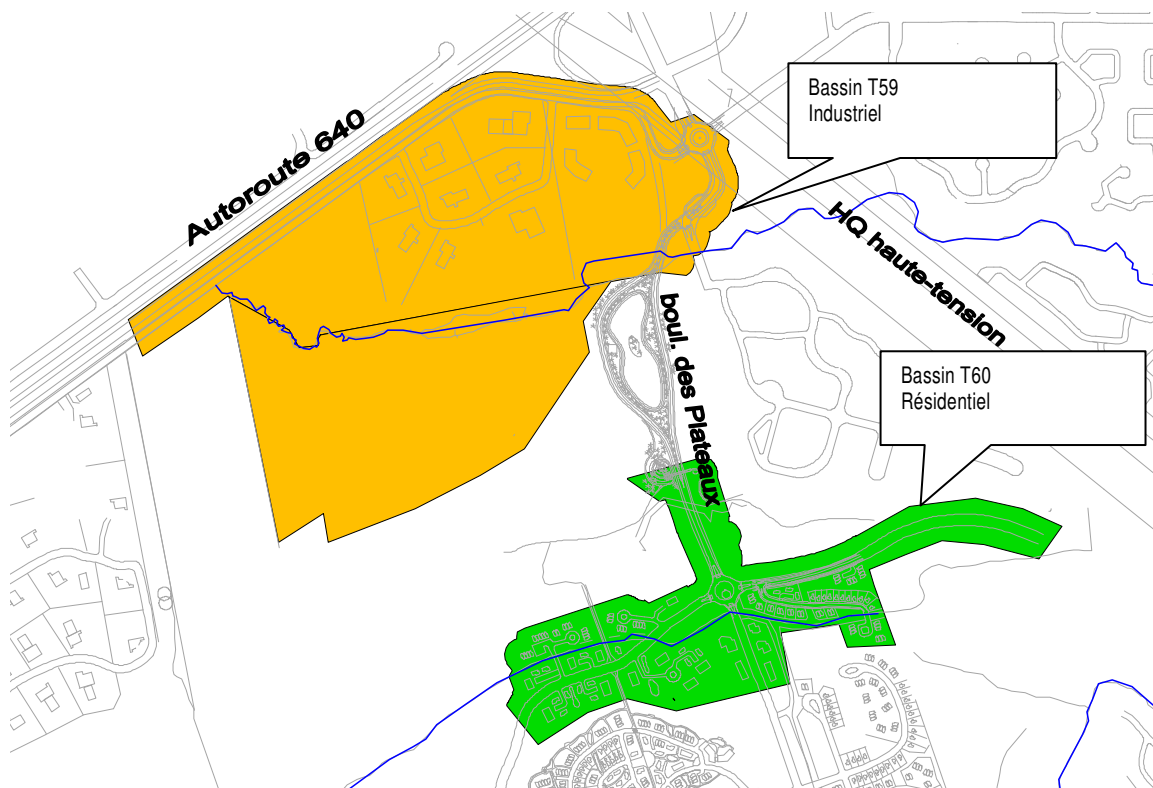 Bassin T59
Industriel
Autoroute 640
HQ haute-tension
boul. des Plateaux
Bassin T60
Résidentiel